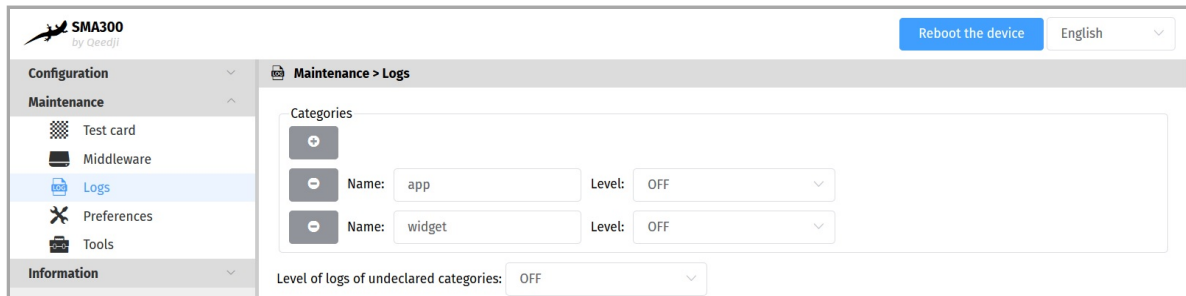 SMA300
by Qeedji
Reboot the device
English
Configuration
Maintenance > Logs
Maintenance
Test card
Middleware
LOG Logs
Preferences
Tools
Information
Categories
Name: app Level: OFF
Name: widget Level: OFF
Level of logs of undeclared categories: OFF